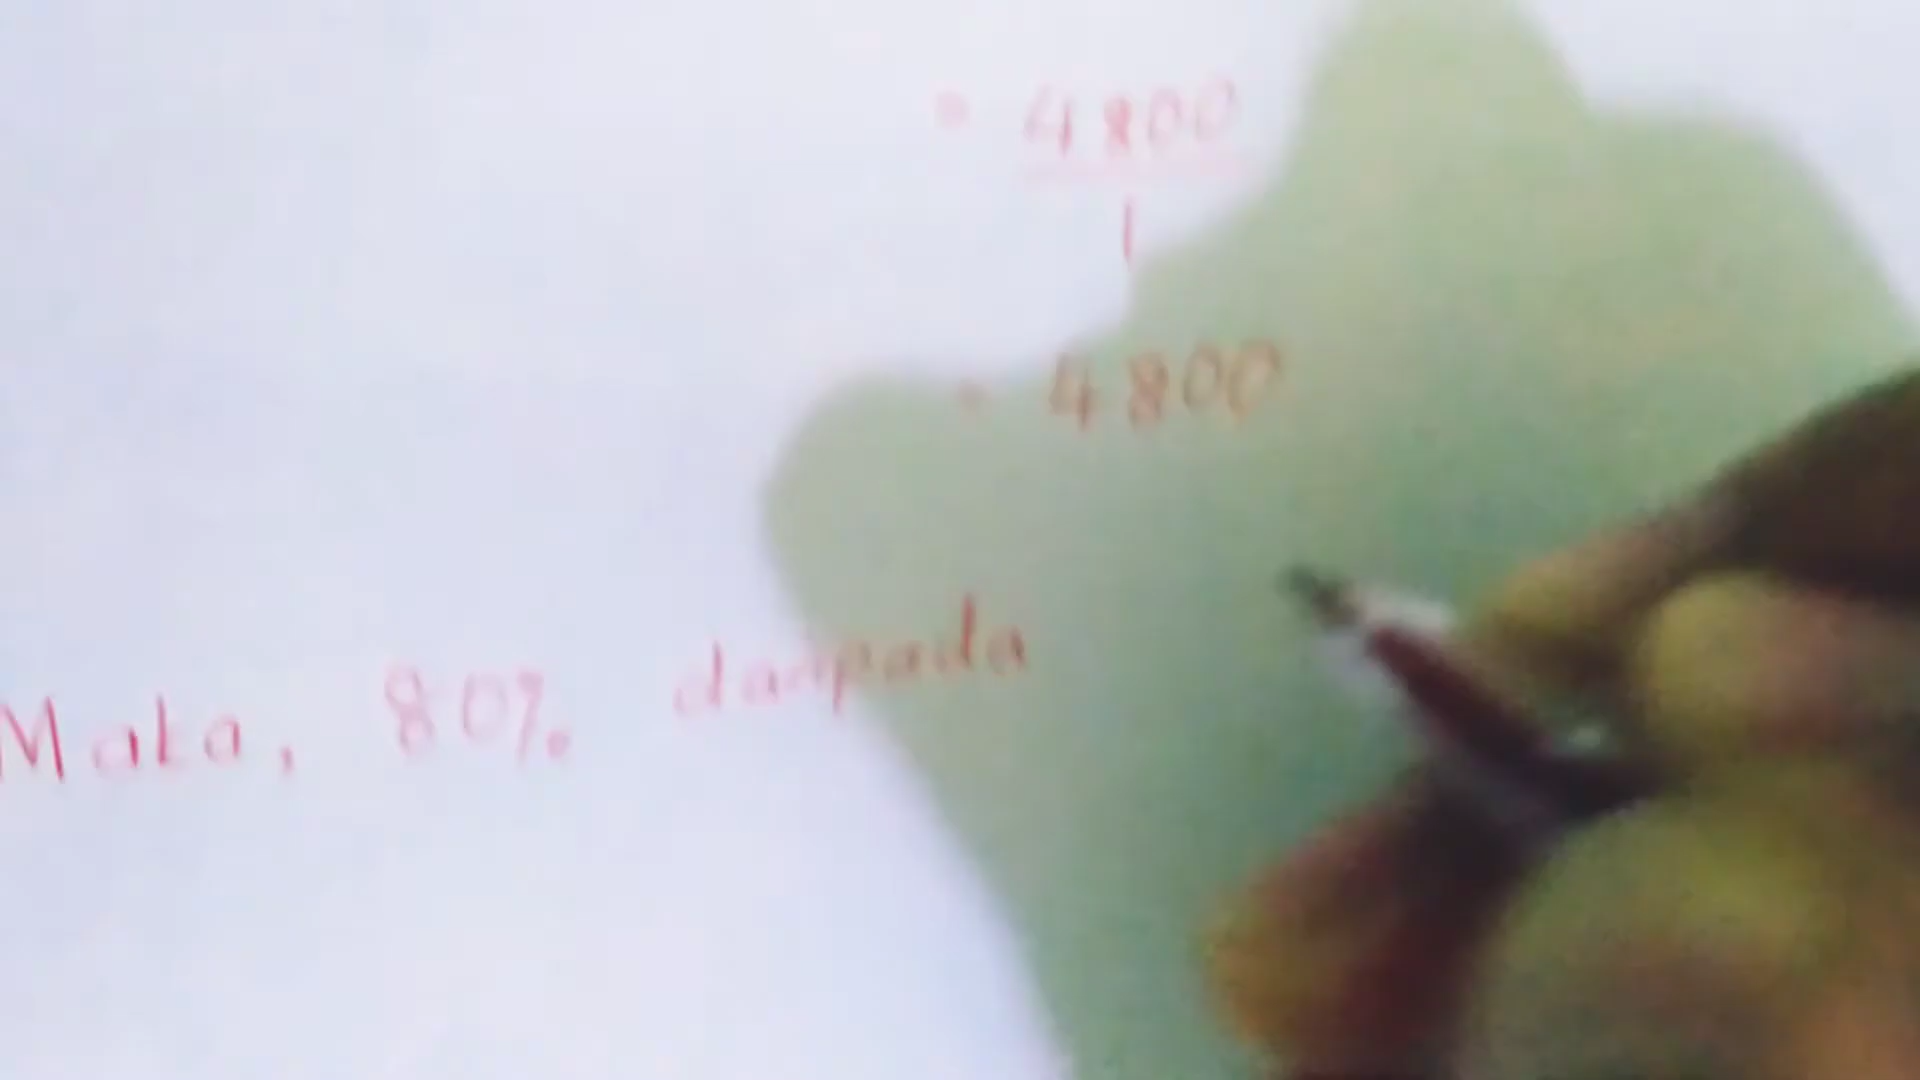 = 4800
1
= 4800
Maka, 80% daripada